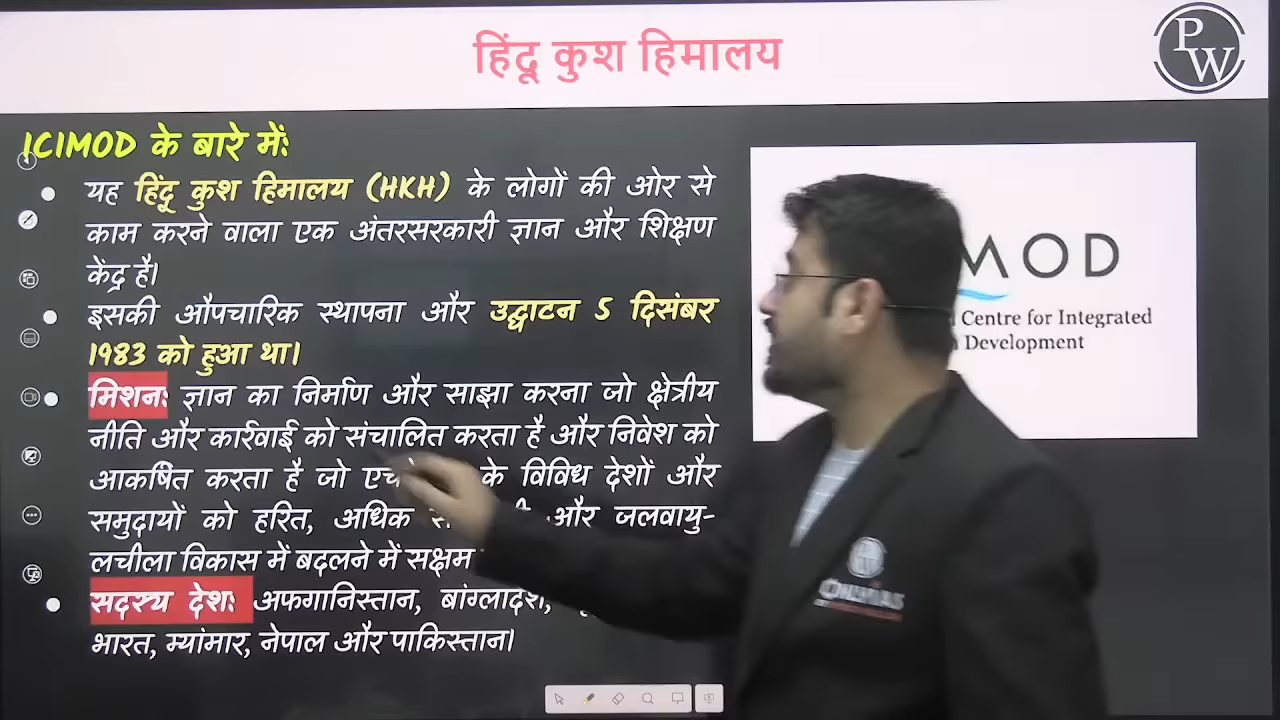 हिंदू कुश हिमालय
PW
ICIMOD के बारे में:
यह हिंदू कुश हिमालय (HKH) के लोगों की ओर से
काम करने वाला एक अंतरसरकारी ज्ञान और शिक्षण
केंद्र है।
इसकी औपचारिक स्थापना और उद्घाटन 5 दिसंबर
1983 को हुआ था।
मिशन: ज्ञान का निर्माण और साझा करना जो क्षेत्रीय
नीति और कार्रवाई को संचालित करता है और निवेश को
आकर्षित करता है जो के विविध देशों और
समुदायों को हरित, अधिक और जलवायु-
लचीला विकास में बदलने में सक्षम
सदस्य देश: अफगानिस्तान, बांग्लादेश,
भारत, म्यांमार, नेपाल और पाकिस्तान।
MOD
Centre for Integrated
Development
PW
ONLYIAS